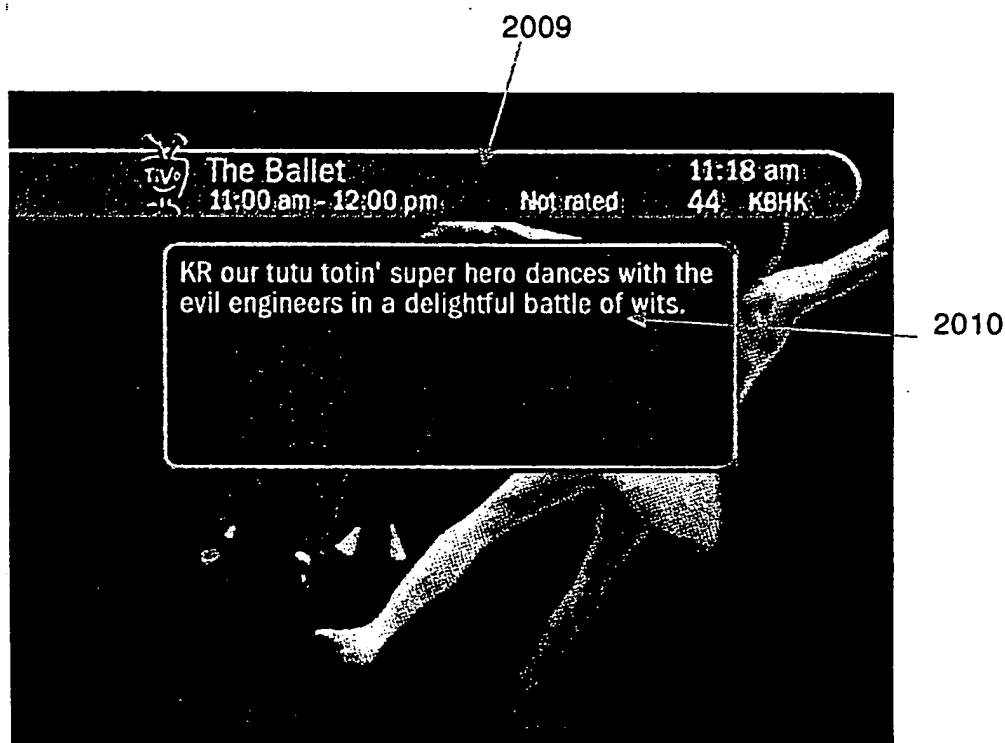 2009
TiVo The Ballet 11:18 am
11:00 am - 12:00 pm Not rated 44 KBHK
KR our tutu totin' super hero dances with the
evil engineers in a delightful battle of wits.
2010